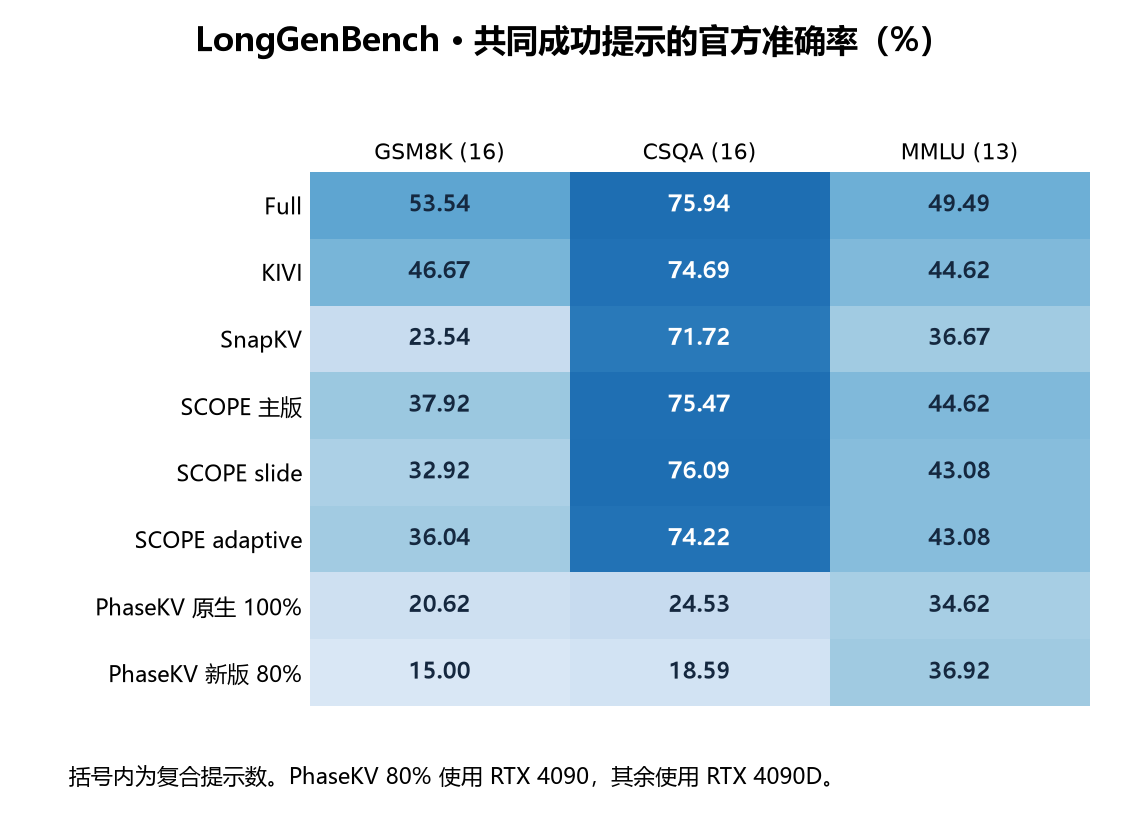 LongGenBench • 共同成功提示的官方准确率（%）
GSM8K (16) CSQA (16) MMLU (13)
Full 53.54 75.94 49.49
KIVI 46.67 74.69 44.62
SnapKV 23.54 71.72 36.67
SCOPE 主版 37.92 75.47 44.62
SCOPE slide 32.92 76.09 43.08
SCOPE adaptive 36.04 74.22 43.08
PhaseKV 原生 100% 20.62 24.53 34.62
PhaseKV 新版 80% 15.00 18.59 36.92
括号内为复合提示数。PhaseKV 80% 使用 RTX 4090，其余使用 RTX 4090D。